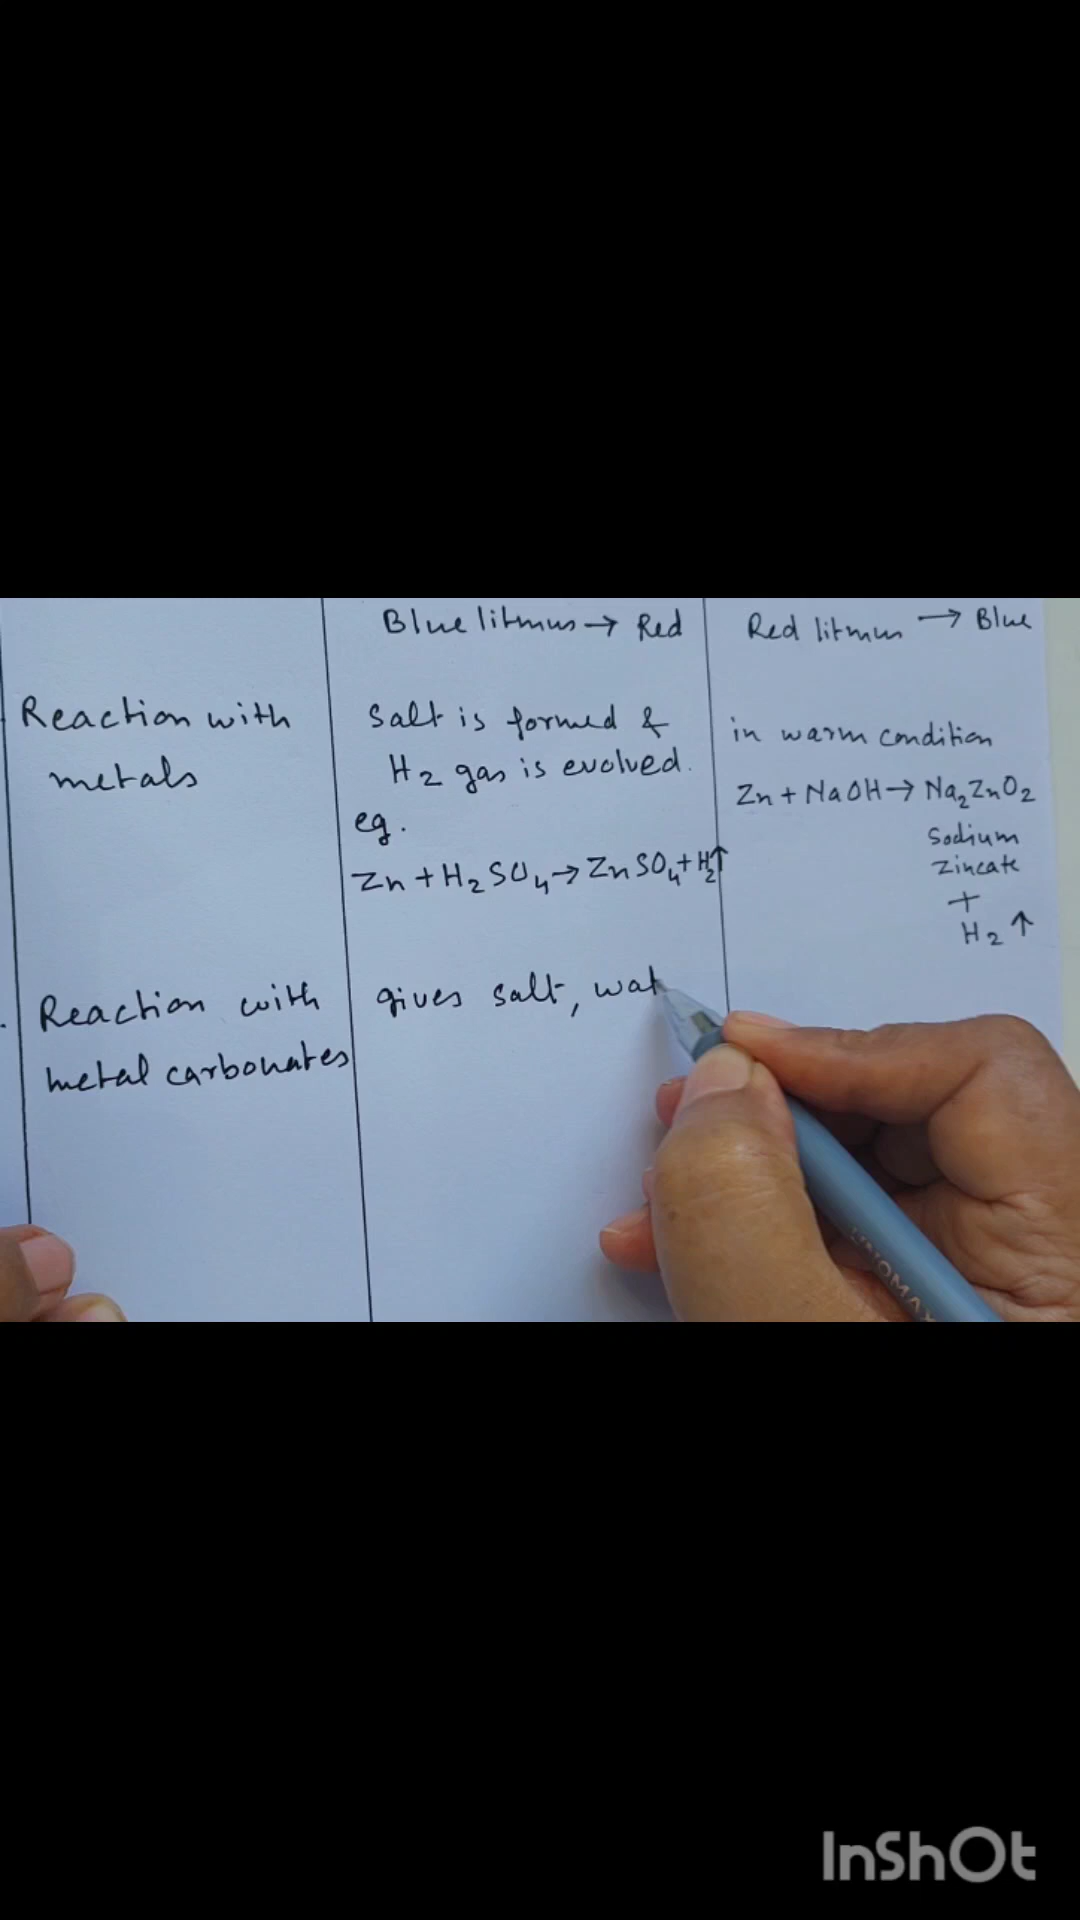 Blue litmus → Red
Red litmus → Blue
Reaction with
metals
Salt is formed &
H2 gas is evolved.
eg.
Zn + H2SO4 → ZnSO4 + H2↑
in warm condition
Zn + NaOH → Na2ZnO2
Sodium
Zincate
+
H2 ↑
Reaction with
metal carbonates
gives salt, wat
UNOMAX
InShOt